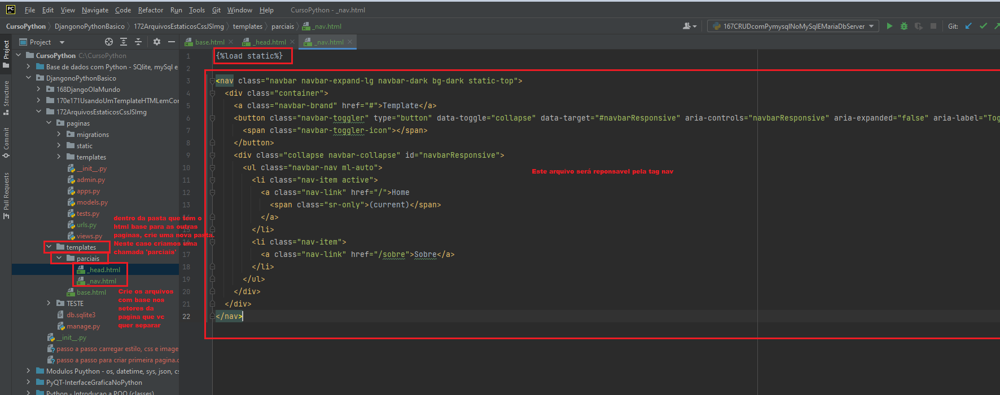 PC File Edit View Navigate Code Refactor Run Tools Git Window Help CursoPython - _nav.html
CursoPython DjangonoPythonBasico 172ArquivosEstaticosCssJSImg templates parciais _nav.html 167CRUDcomPymysqlNoMySqlEMariaDbServer Git:
Project base.html _head.html _nav.html
Project
Structure
Commit
Pull Requests
CursoPython C:\CursoPython
Base de dados com Python - SQlite, mySql e
DjangonoPythonBasico
168DjangoOlaMundo
170e171UsandoUmTemplateHTMLemCor
172ArquivosEstaticosCssJSImg
paginas
migrations
static
templates
__init__.py
admin.py
apps.py
models.py
tests.py
urls.py
views.py
templates
parciais
_head.html
_nav.html
base.html
TESTE
db.sqlite3
manage.py
__init__.py
passo a passo carregar estilo, css e image
passo a passo para criar primeira pagina.c
Modulos Puython - os, datetime, sys, json, cs
PyQT-InterfaceGraficaNoPython
Python - Introducao a POO (classes)
dentro da pasta que tem o
html base para as outras
paginas, crie uma nova pasta.
Neste caso criamos uma
chamada 'parciais'
Crie os arquivos
com base nos
setores da
pagina que vc
quer separar
1 {%load static%}
2
3 <nav class="navbar navbar-expand-lg navbar-dark bg-dark static-top">
4 <div class="container">
5 <a class="navbar-brand" href="#">Template</a>
6 <button class="navbar-toggler" type="button" data-toggle="collapse" data-target="#navbarResponsive" aria-controls="navbarResponsive" aria-expanded="false" aria-label="Tog
7 <span class="navbar-toggler-icon"></span>
8 </button>
9 <div class="collapse navbar-collapse" id="navbarResponsive">
10 <ul class="navbar-nav ml-auto">
11 <li class="nav-item active">
12 <a class="nav-link" href="/">Home
13 <span class="sr-only">(current)</span>
14 </a>
15 </li>
16 <li class="nav-item">
17 <a class="nav-link" href="/sobre">Sobre</a>
18 </li>
19 </ul>
20 </div>
21 </div>
22 </nav>
Este arquivo será reponsavel pela tag nav